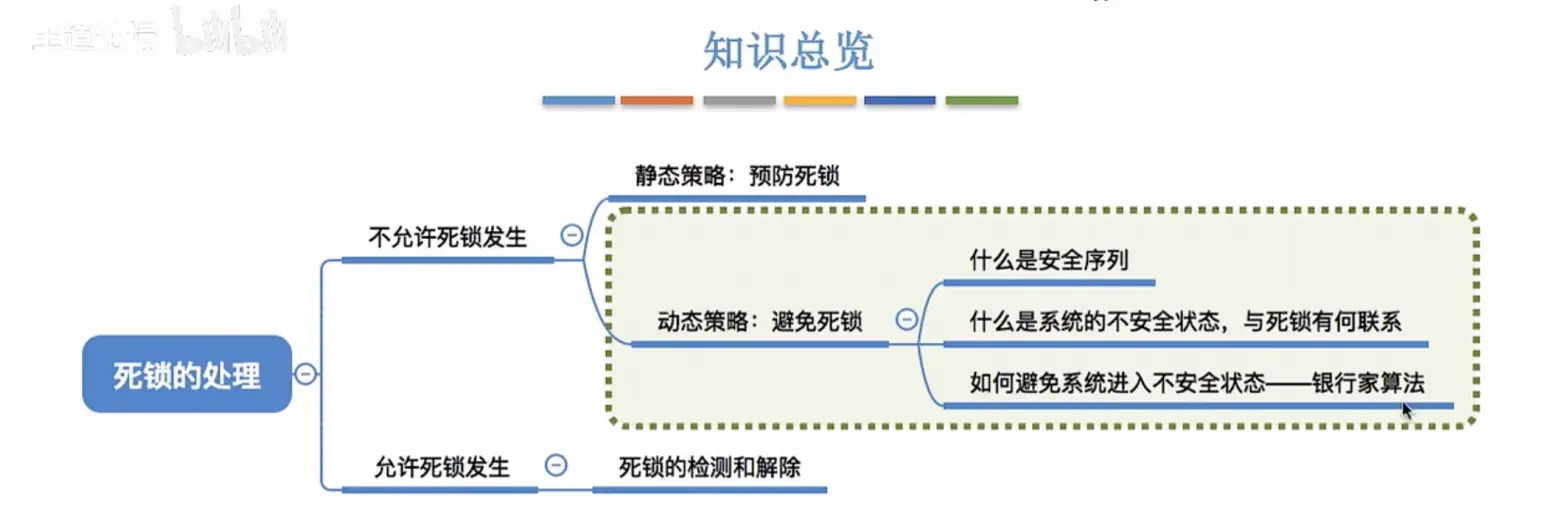 知识总览
静态策略：预防死锁
不允许死锁发生
什么是安全序列
动态策略：避免死锁
什么是系统的不安全状态，与死锁有何联系
死锁的处理
如何避免系统进入不安全状态——银行家算法
允许死锁发生
死锁的检测和解除